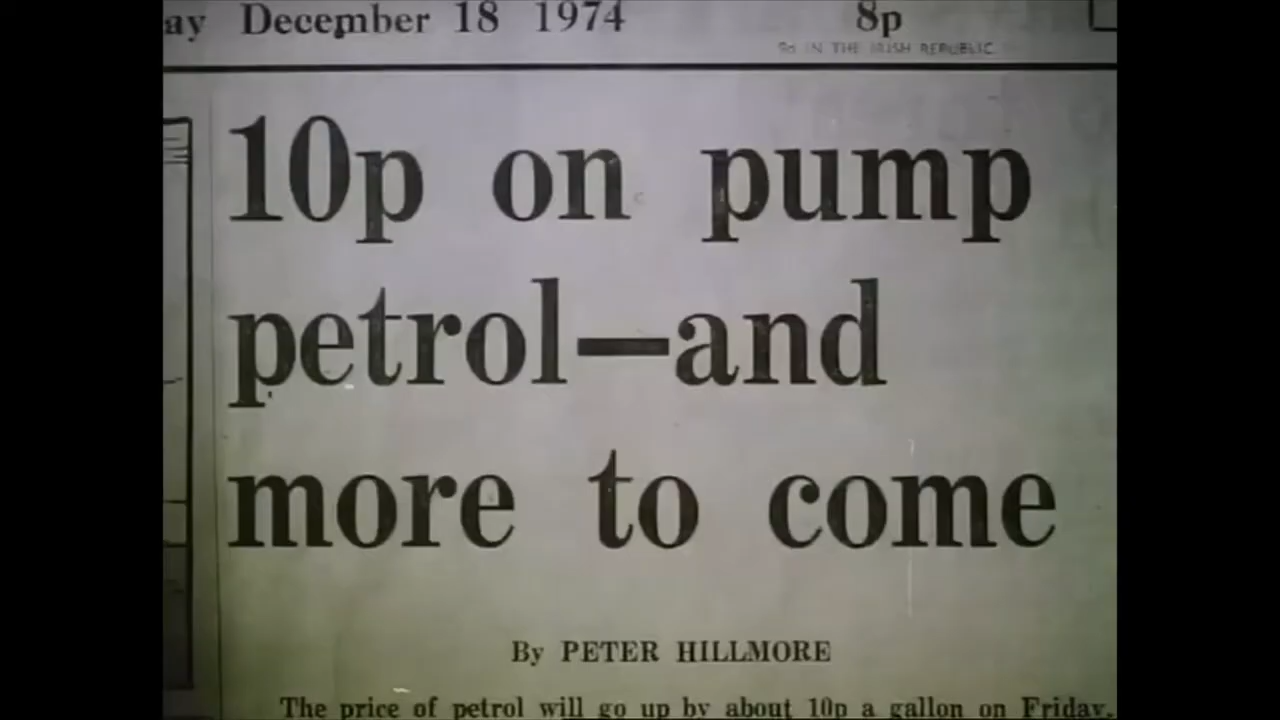 ay December 18 1974 8p
9d IN THE IRISH REPUBLIC
10p on pump
petrol—and
more to come
By PETER HILLMORE
The price of petrol will go up by about 10p a gallon on Friday.